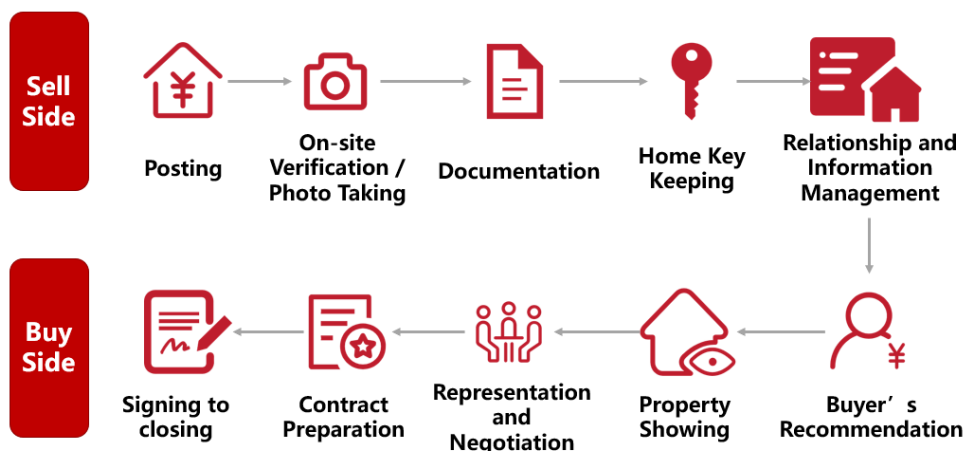 Sell
Side
Posting
On-site
Verification /
Photo Taking
Documentation
Home Key
Keeping
Relationship and
Information
Management
Buy
Side
Signing to
closing
Contract
Preparation
Representation
and
Negotiation
Property
Showing
Buyer’s
Recommendation
¥
¥